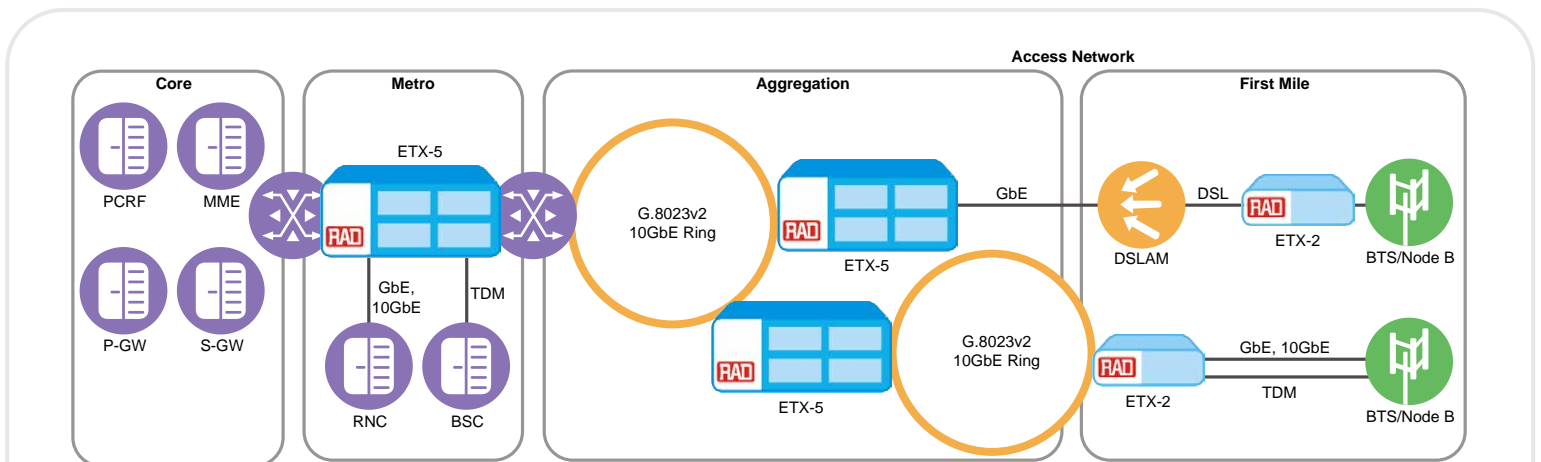 Access Network
Core
Metro
Aggregation
First Mile
PCRF
MME
P-GW
S-GW
ETX-5
RAD
GbE,
10GbE
TDM
RNC
BSC
G.8023v2
10GbE Ring
RAD
ETX-5
RAD
ETX-5
G.8023v2
10GbE Ring
GbE
DSLAM
DSL
RAD
ETX-2
BTS/Node B
RAD
ETX-2
GbE, 10GbE
TDM
BTS/Node B